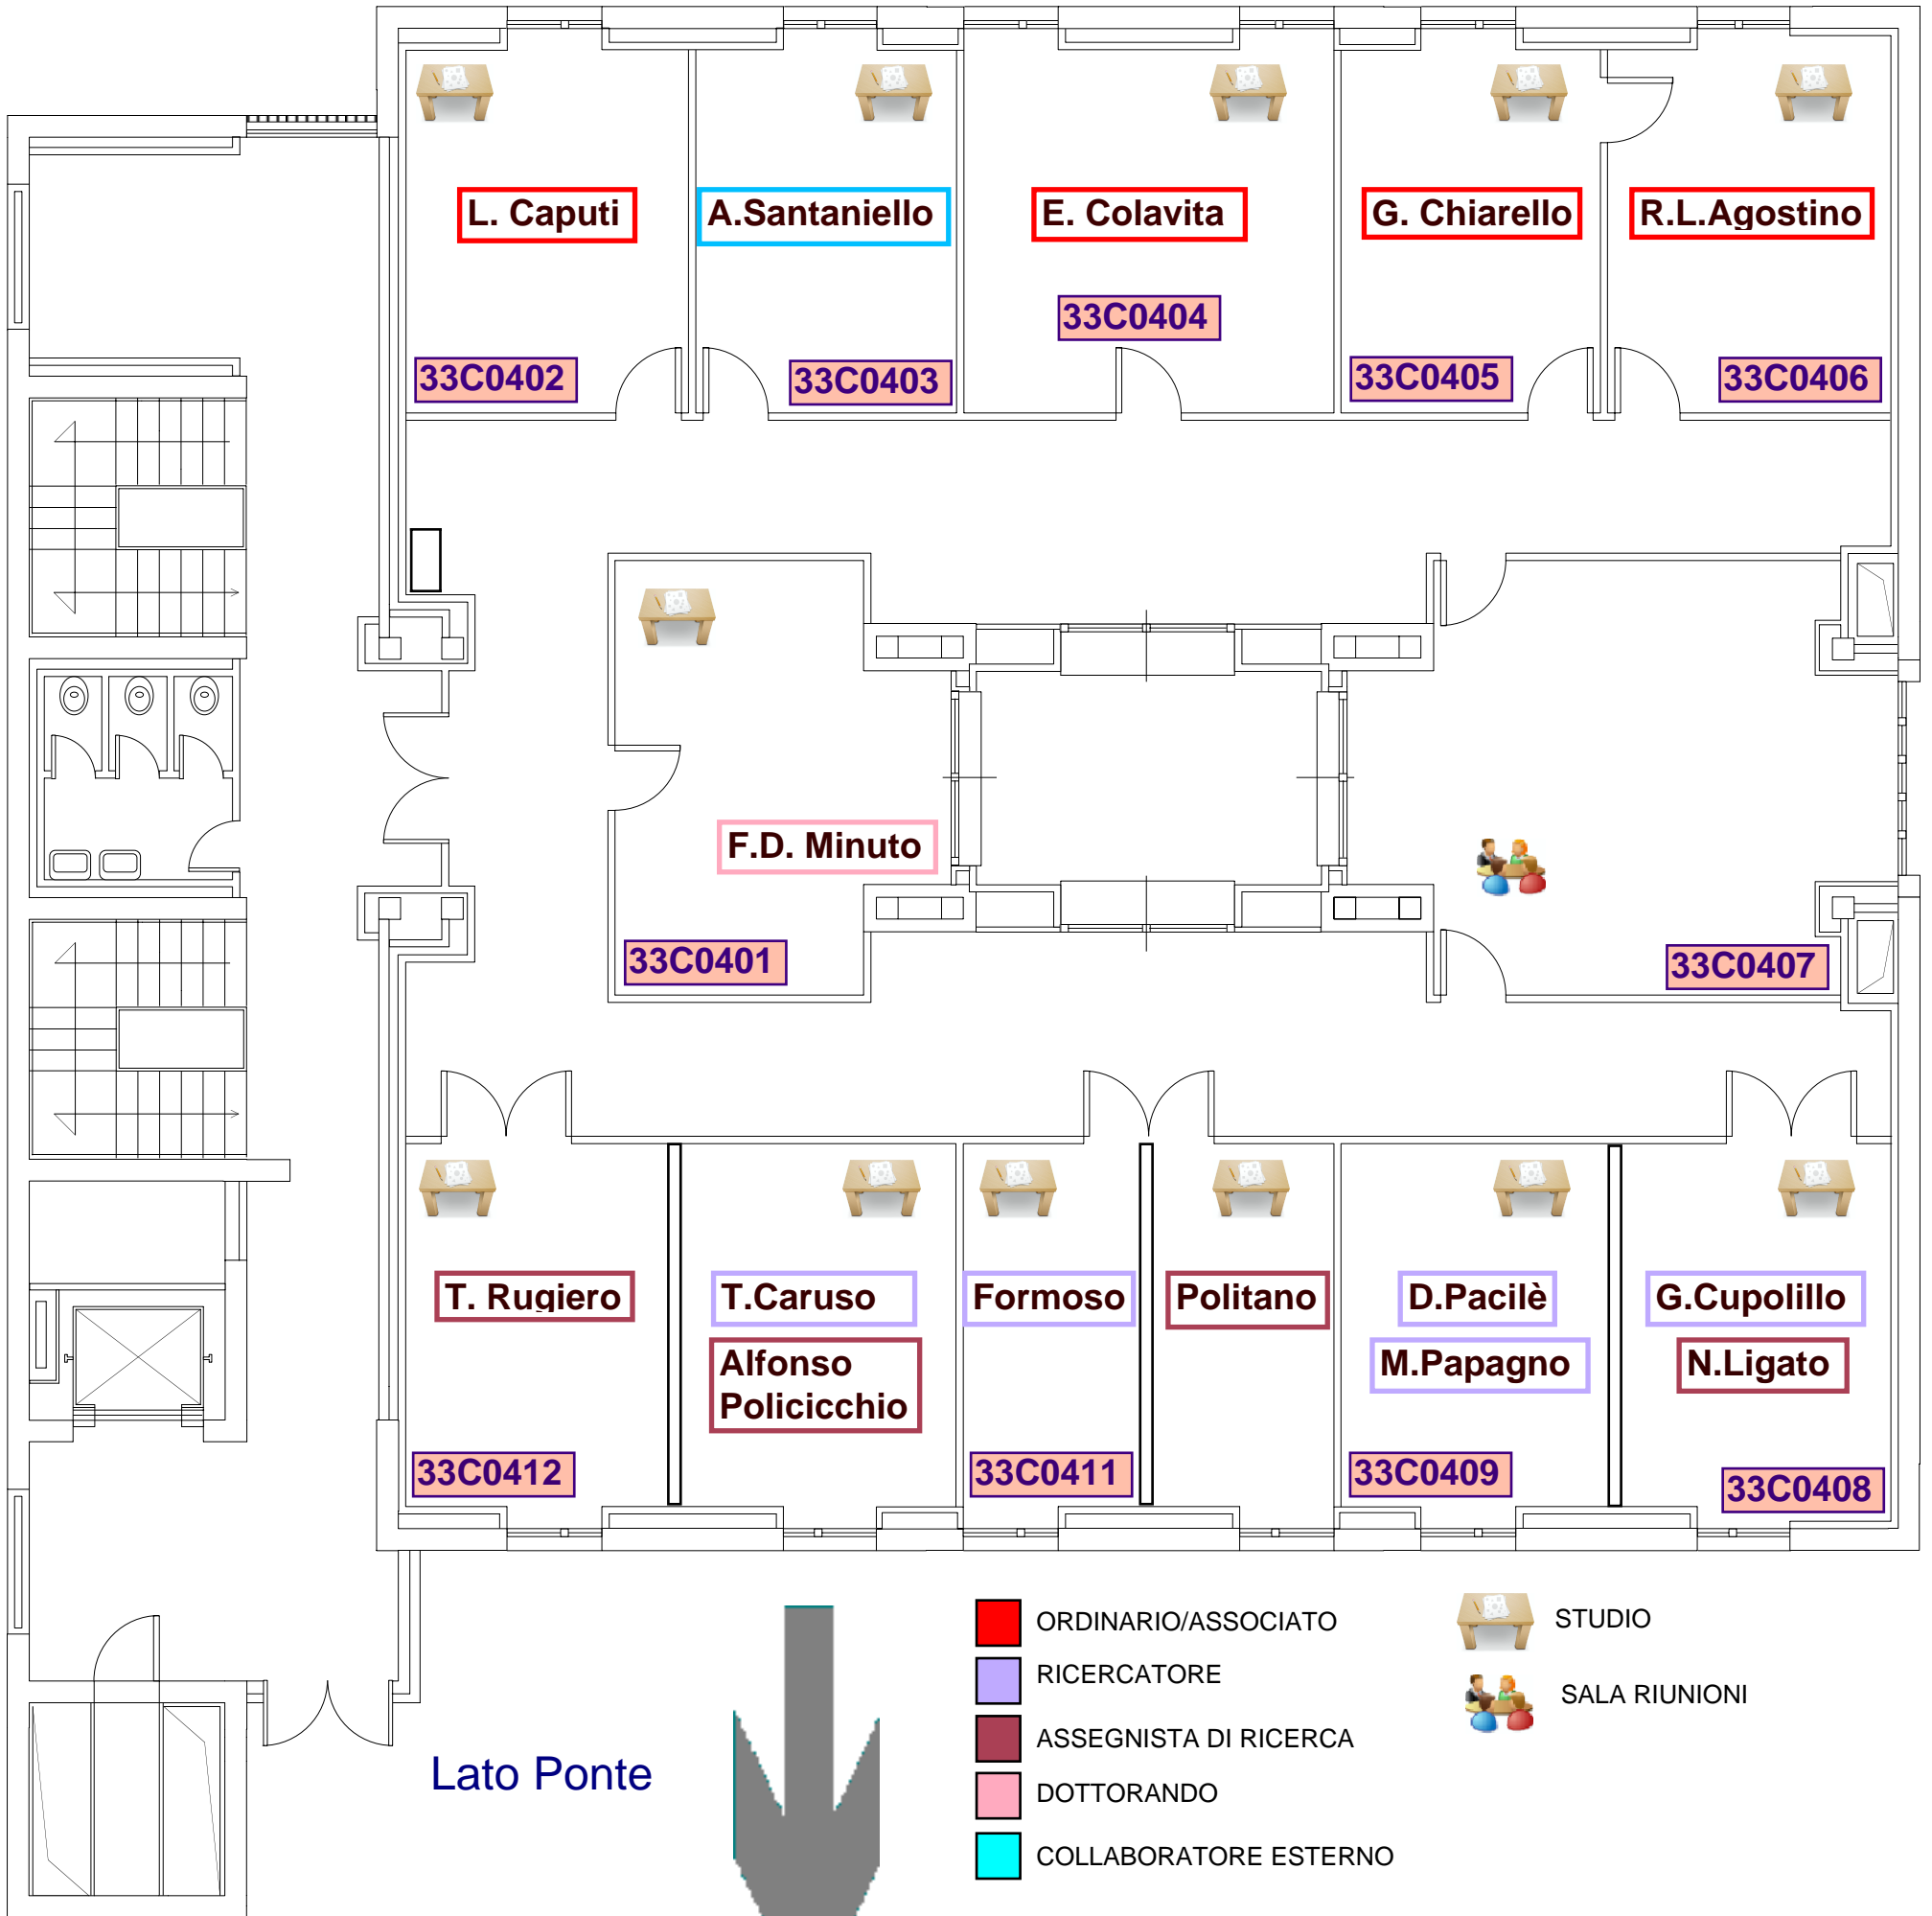 L. Caputi
A.Santaniello
E. Colavita
G. Chiarello
R.L.Agostino
33C0402
33C0403
33C0404
33C0405
33C0406
F.D. Minuto
33C0401
33C0407
T. Rugiero
T.Caruso
Alfonso
Policicchio
Formoso
Politano
D.Pacilè
M.Papagno
G.Cupolillo
N.Ligato
33C0412
33C0411
33C0409
33C0408
Lato Ponte
ORDINARIO/ASSOCIATO
RICERCATORE
ASSEGNISTA DI RICERCA
DOTTORANDO
COLLABORATORE ESTERNO
STUDIO
SALA RIUNIONI